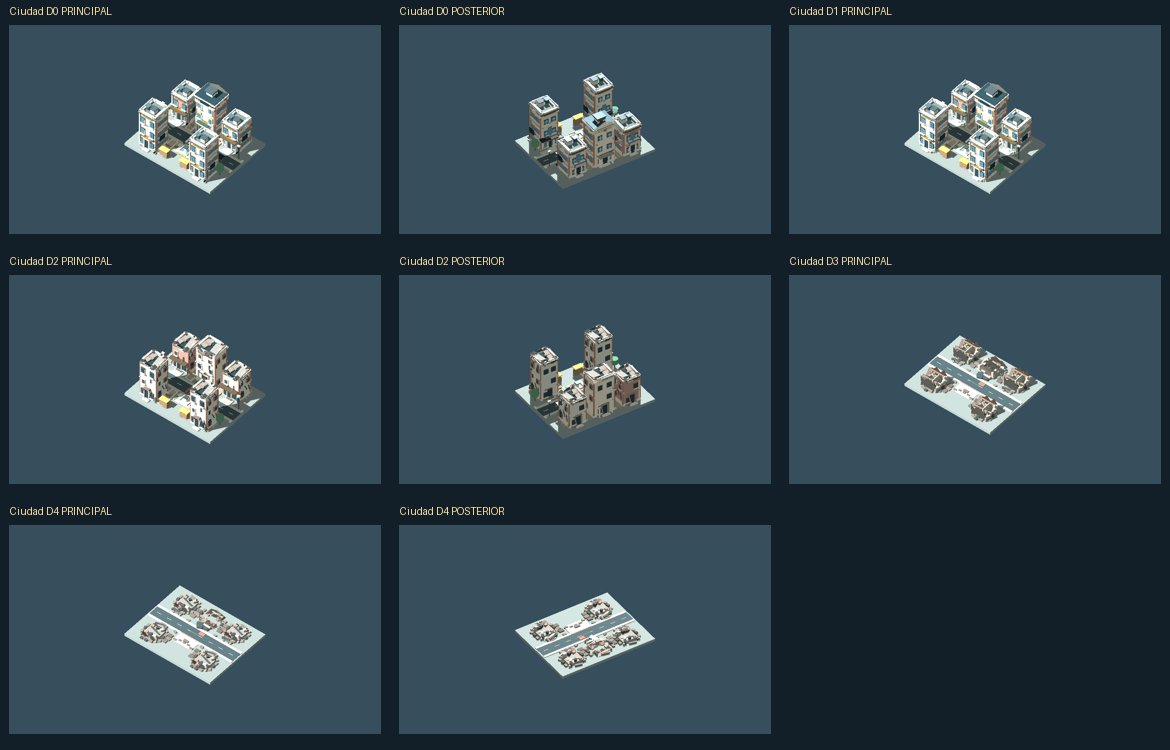 Ciudad D0 PRINCIPAL
Ciudad D0 POSTERIOR
Ciudad D1 PRINCIPAL
Ciudad D2 PRINCIPAL
Ciudad D2 POSTERIOR
Ciudad D3 PRINCIPAL
Ciudad D4 PRINCIPAL
Ciudad D4 POSTERIOR